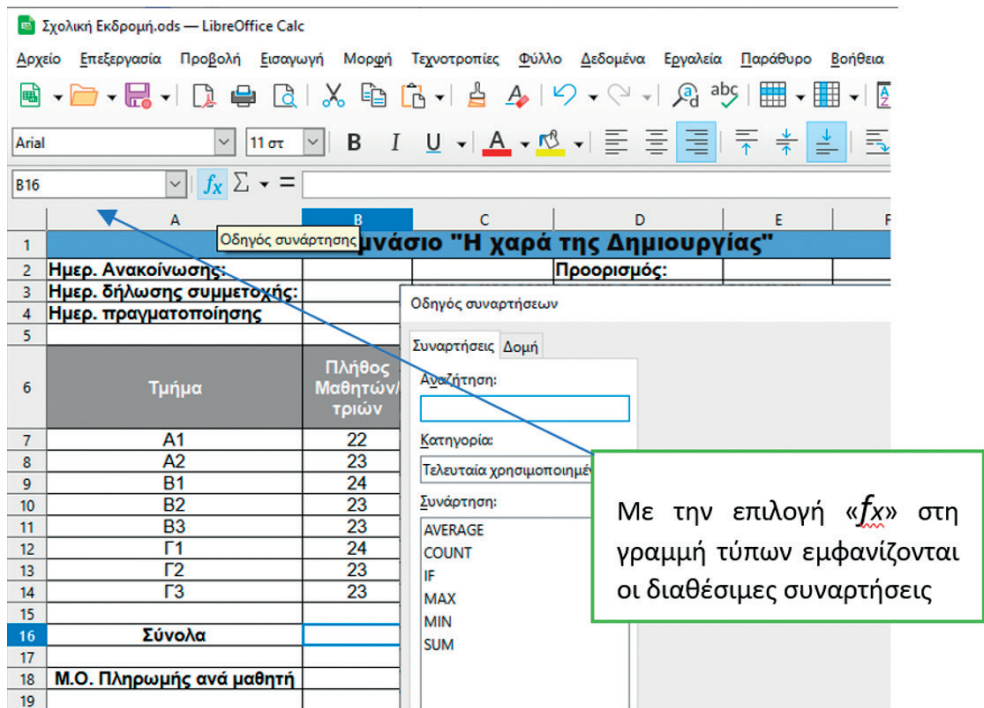 Σχολική Εκδρομή.ods — LibreOffice Calc
Αρχείο Επεξεργασία Προβολή Εισαγωγή Μορφή Τεχνοτροπίες Φύλλο Δεδομένα Εργαλεία Παράθυρο Βοήθεια
Arial 11 στ B I U A
B16 fx Σ =
A B C D E F
Οδηγός συνάρτησης
1 μνάσιο "Η χαρά της Δημιουργίας"
2 Ημερ. Ανακοίνωσης: Προορισμός:
3 Ημερ. δήλωσης συμμετοχής:
4 Ημερ. πραγματοποίησης
5
6 Τμήμα Πλήθος Μαθητών/τριών
7 Α1 22
8 Α2 23
9 Β1 24
10 Β2 23
11 Β3 23
12 Γ1 24
13 Γ2 23
14 Γ3 23
15
16 Σύνολα
17
18 Μ.Ο. Πληρωμής ανά μαθητή
19
Οδηγός συναρτήσεων
Συναρτήσεις Δομή
Αναζήτηση:
Κατηγορία:
Τελευταία
Συνάρτηση:
AVERAGE
COUNT
IF
MAX
MIN
SUM
Με την επιλογή «fx» στη
γραμμή τύπων εμφανίζονται
οι διαθέσιμες συναρτήσεις